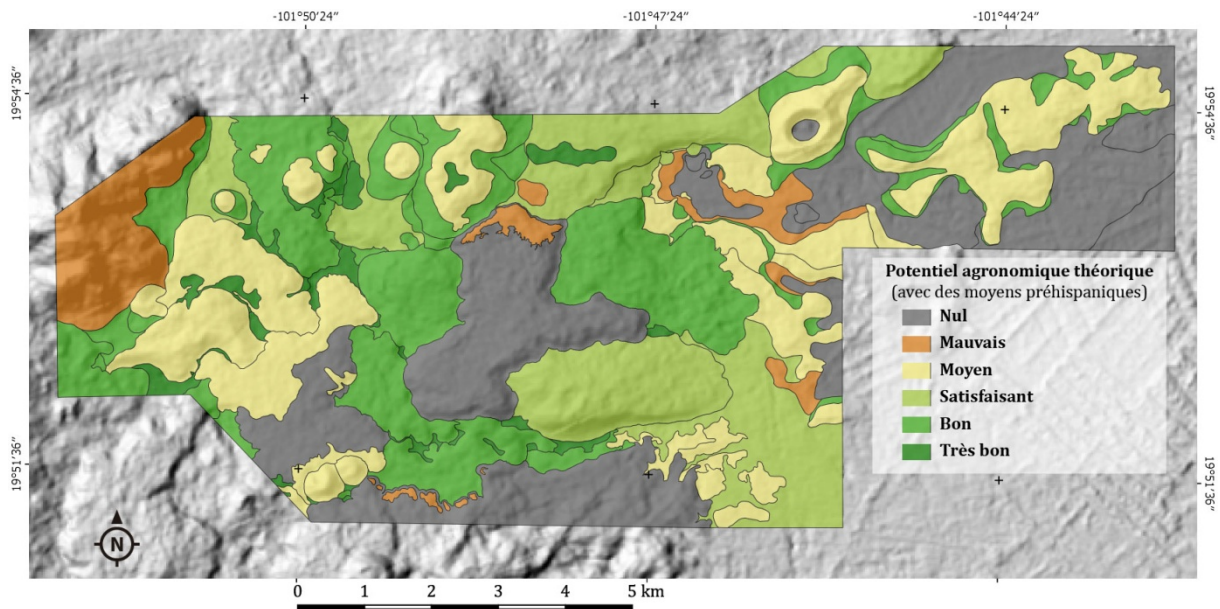 -101°50′24″
-101°47′24″
-101°44′24″
19°54′36″
19°54′36″
Potentiel agronomique théorique
(avec des moyens préhispaniques)
Nul
Mauvais
Moyen
Satisfaisant
Bon
Très bon
19°51′36″
19°51′36″
N
0 1 2 3 4 5 km